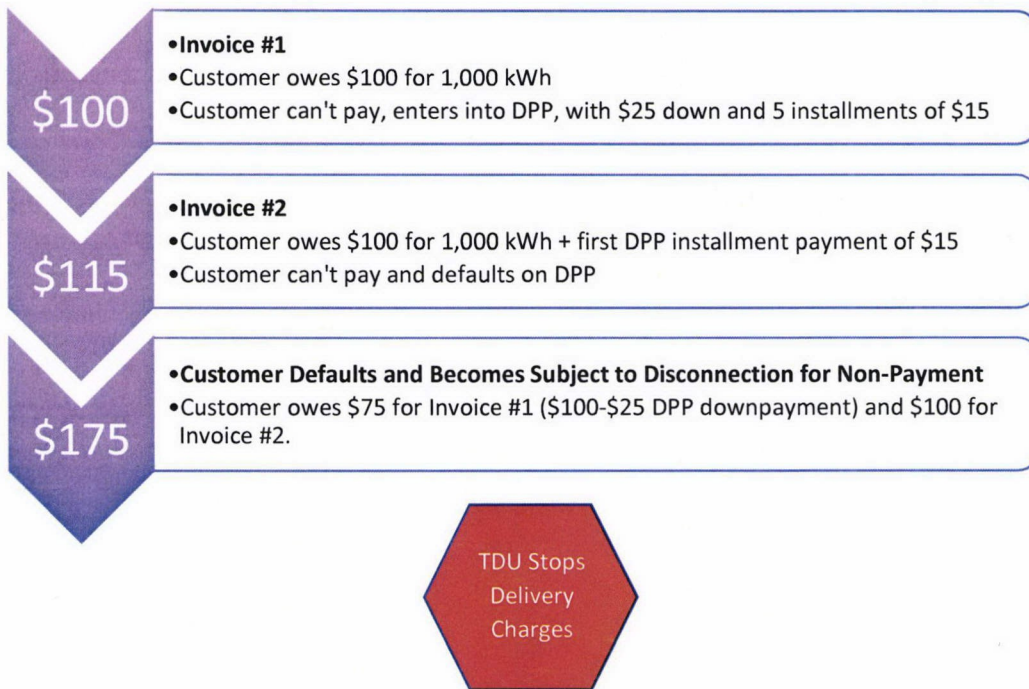 $100
•Invoice #1
•Customer owes $100 for 1,000 kWh
•Customer can't pay, enters into DPP, with $25 down and 5 installments of $15
$115
•Invoice #2
•Customer owes $100 for 1,000 kWh + first DPP installment payment of $15
•Customer can't pay and defaults on DPP
$175
•Customer Defaults and Becomes Subject to Disconnection for Non-Payment
•Customer owes $75 for Invoice #1 ($100-$25 DPP downpayment) and $100 for
Invoice #2.
TDU Stops
Delivery
Charges